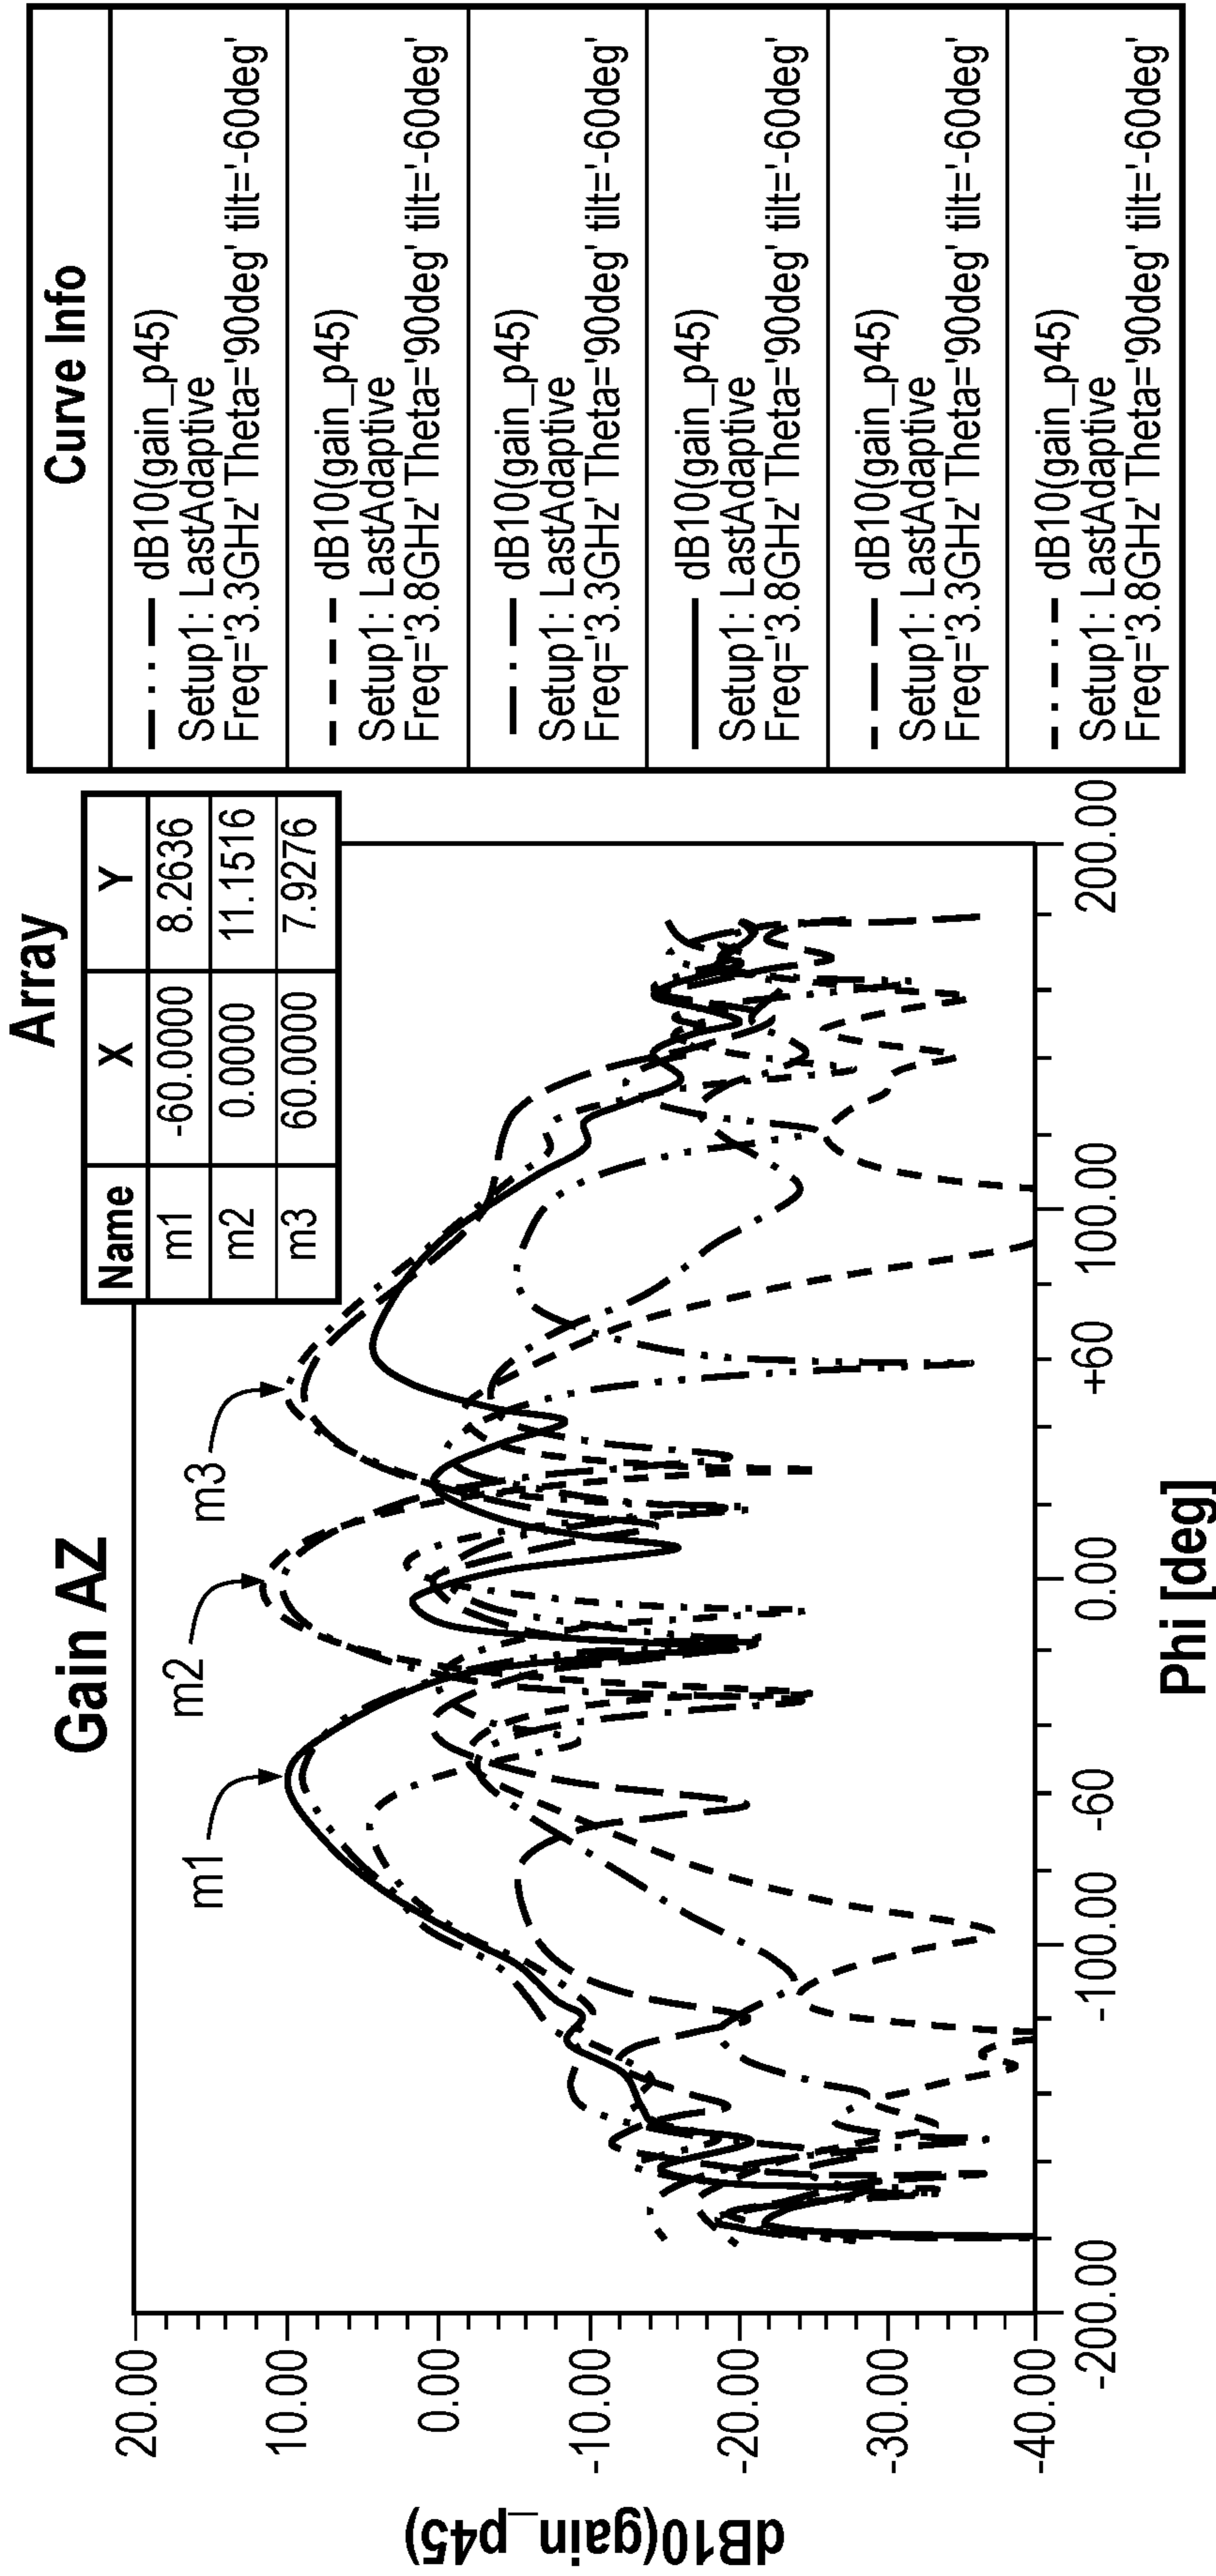 Gain AZ
Array
Name X Y
m1 -60.0000 8.2636
m2 0.0000 11.1516
m3 60.0000 7.9276
Curve Info
dB10(gain_p45)
Setup1: LastAdaptive
Freq='3.3GHz' Theta='90deg' tilt='-60deg'
dB10(gain_p45)
Setup1: LastAdaptive
Freq='3.8GHz' Theta='90deg' tilt='-60deg'
dB10(gain_p45)
Setup1: LastAdaptive
Freq='3.3GHz' Theta='90deg' tilt='-60deg'
dB10(gain_p45)
Setup1: LastAdaptive
Freq='3.8GHz' Theta='90deg' tilt='-60deg'
dB10(gain_p45)
Setup1: LastAdaptive
Freq='3.3GHz' Theta='90deg' tilt='-60deg'
dB10(gain_p45)
Setup1: LastAdaptive
Freq='3.8GHz' Theta='90deg' tilt='-60deg'
m1
m2
m3
dB10(gain_p45)
20.00
10.00
0.00
-10.00
-20.00
-30.00
-40.00
-200.00 -100.00 -60 0.00 +60 100.00 200.00
Phi [deg]